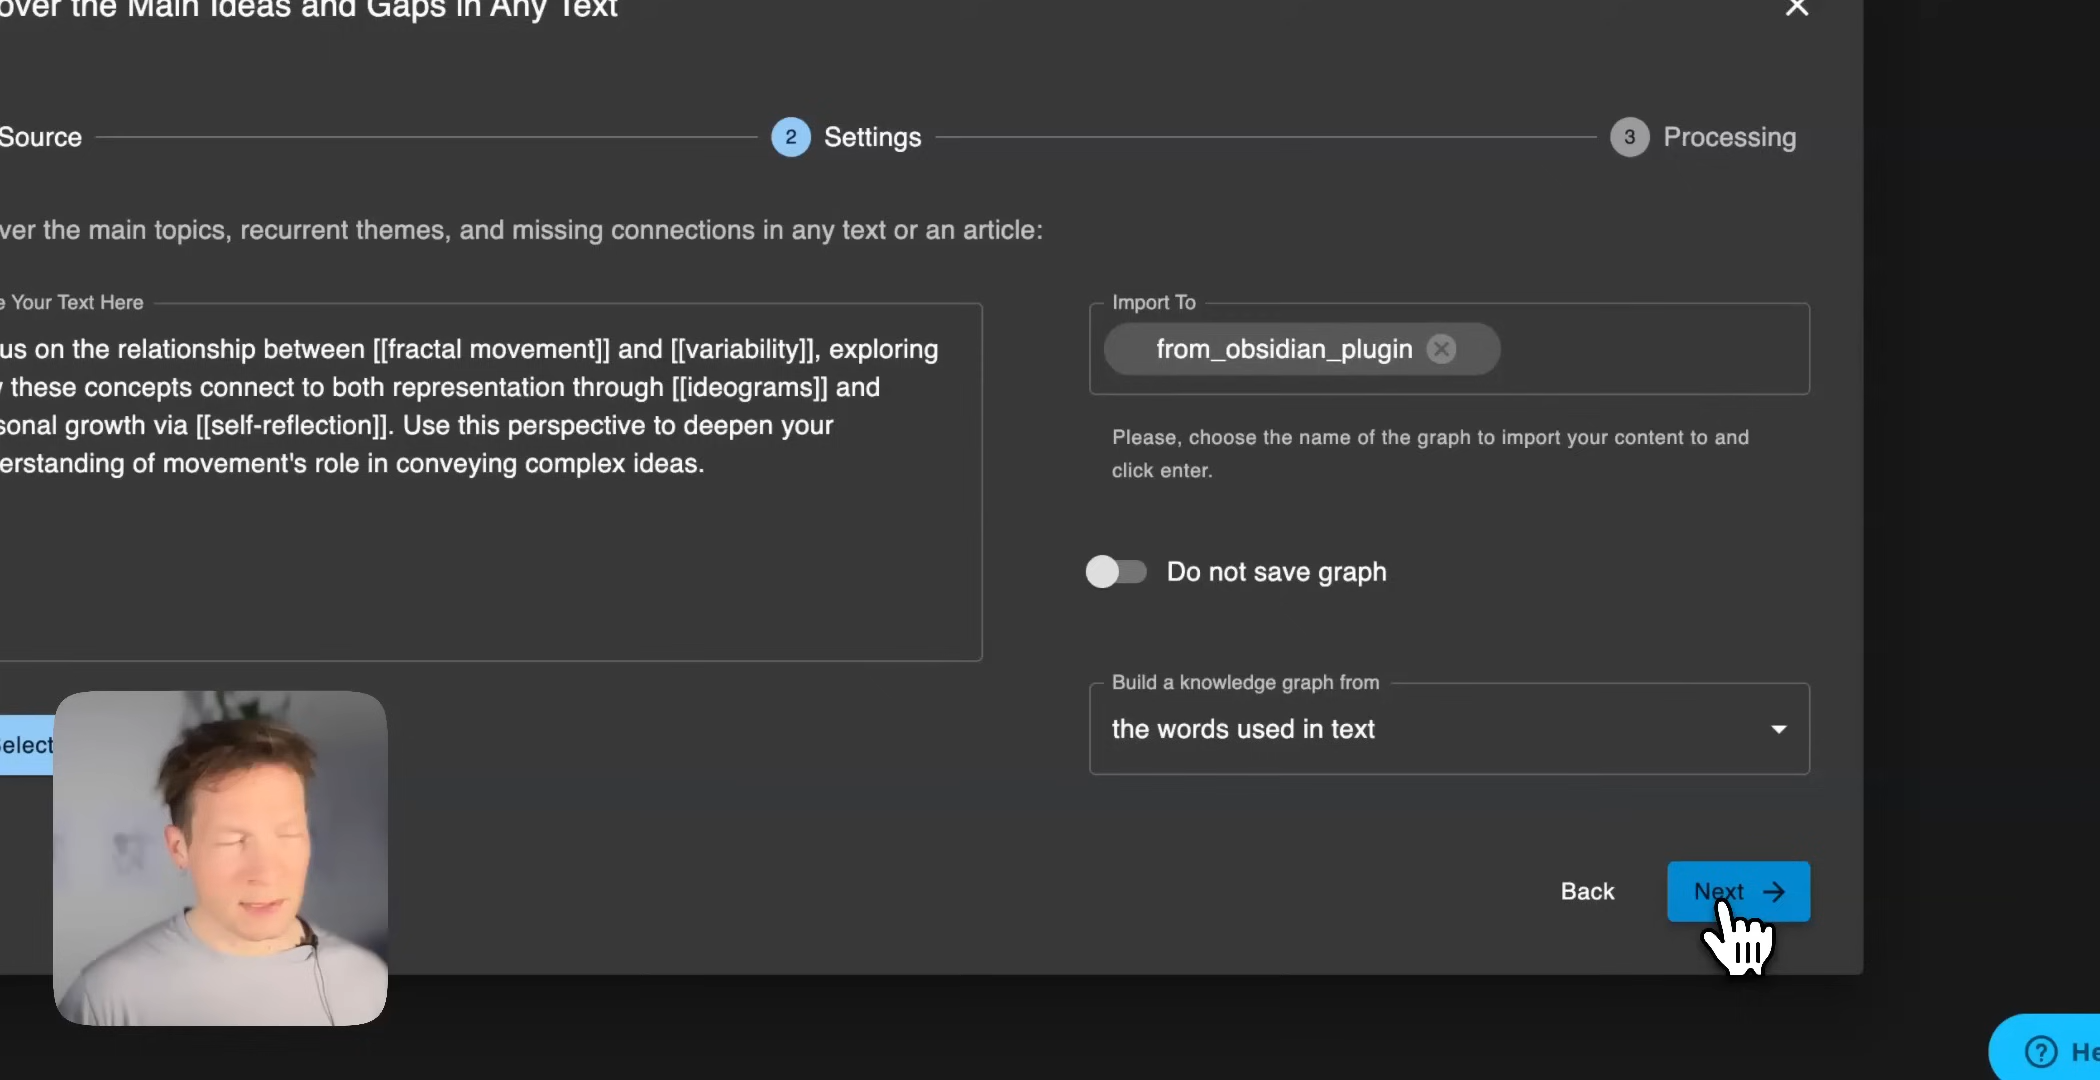 over the Main Ideas and Gaps in Any Text
Source
2 Settings
3 Processing
ver the main topics, recurrent themes, and missing connections in any text or an article:
e Your Text Here
us on the relationship between [[fractal movement]] and [[variability]], exploring
these concepts connect to both representation through [[ideograms]] and
sonal growth via [[self-reflection]]. Use this perspective to deepen your
erstanding of movement's role in conveying complex ideas.
elect
Import To
from_obsidian_plugin
Please, choose the name of the graph to import your content to and
click enter.
Do not save graph
Build a knowledge graph from
the words used in text
Back
Next
? He